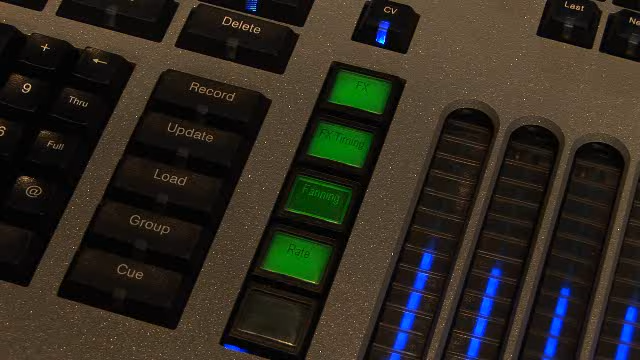 Delete
CV
Last
+
←
9
Thru
Full
@
Record
Update
Load
Group
Cue
FX
FX Timing
Fanning
Rate